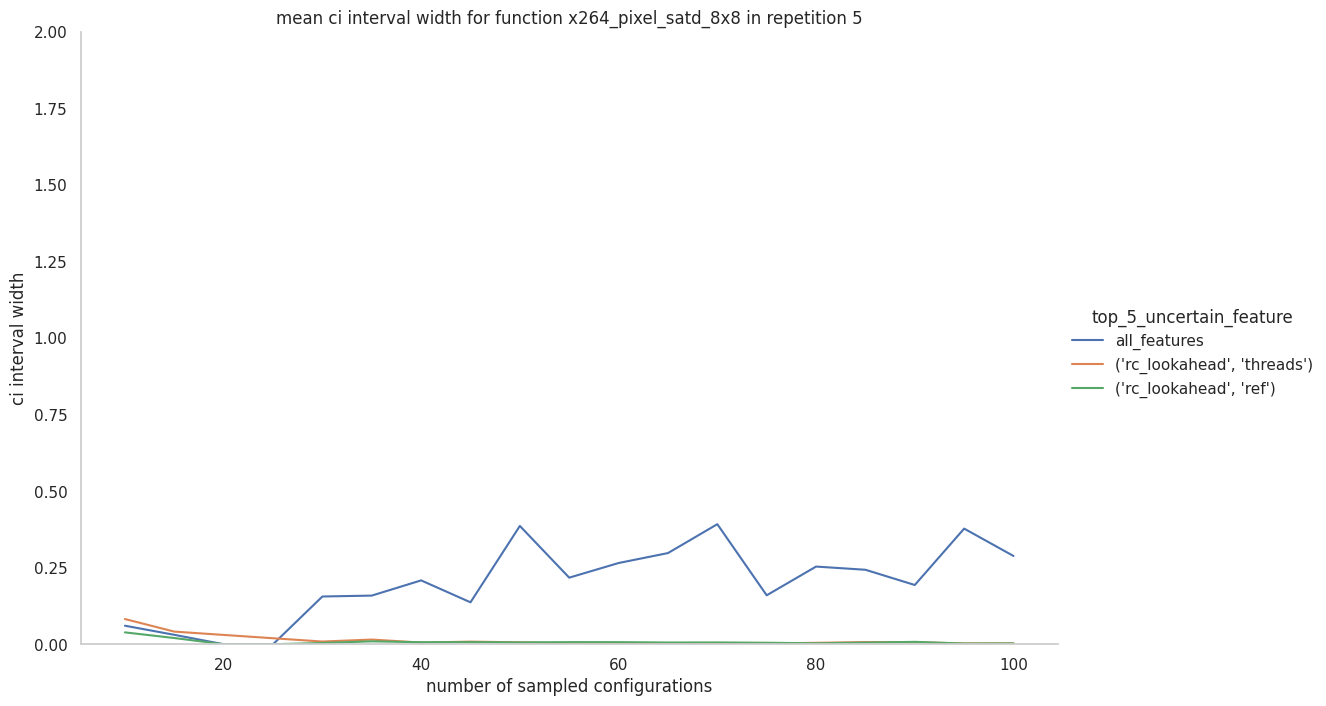 mean ci interval width for function x264_pixel_satd_8x8 in repetition 5
2.00
1.75
1.50
1.25
1.00
0.75
0.50
0.25
0.00
ci interval width
20
40
60
80
100
number of sampled configurations
top_5_uncertain_feature
all_features
('rc_lookahead', 'threads')
('rc_lookahead', 'ref')